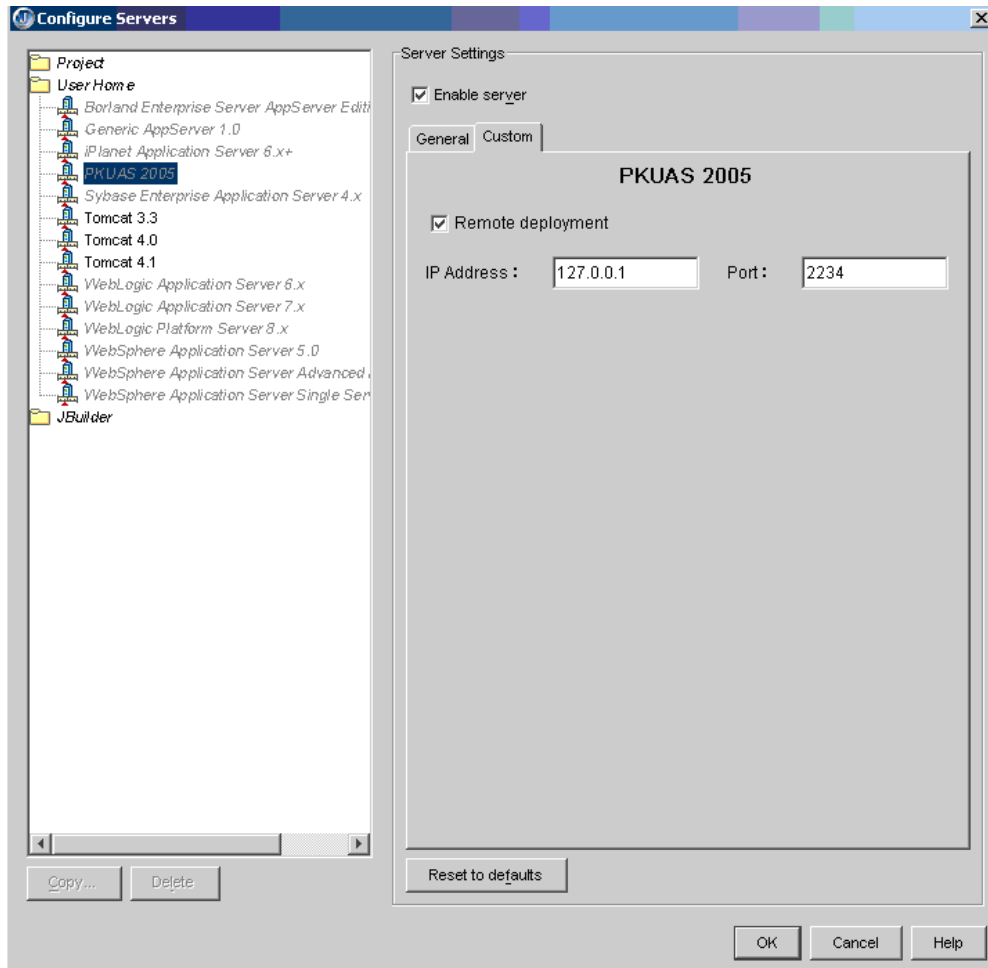 Configure Servers
Project
User Home
Borland Enterprise Server AppServer Editi
Generic AppServer 1.0
iPlanet Application Server 6.x+
PKUAS 2005
Sybase Enterprise Application Server 4.x
Tomcat 3.3
Tomcat 4.0
Tomcat 4.1
WebLogic Application Server 6.x
WebLogic Application Server 7.x
WebLogic Platform Server 8.x
WebSphere Application Server 5.0
WebSphere Application Server Advanced
WebSphere Application Server Single Ser
JBuilder
Copy...
Delete
Server Settings
Enable server
General
Custom
PKUAS 2005
Remote deployment
IP Address： 127.0.0.1 Port： 2234
Reset to defaults
OK
Cancel
Help